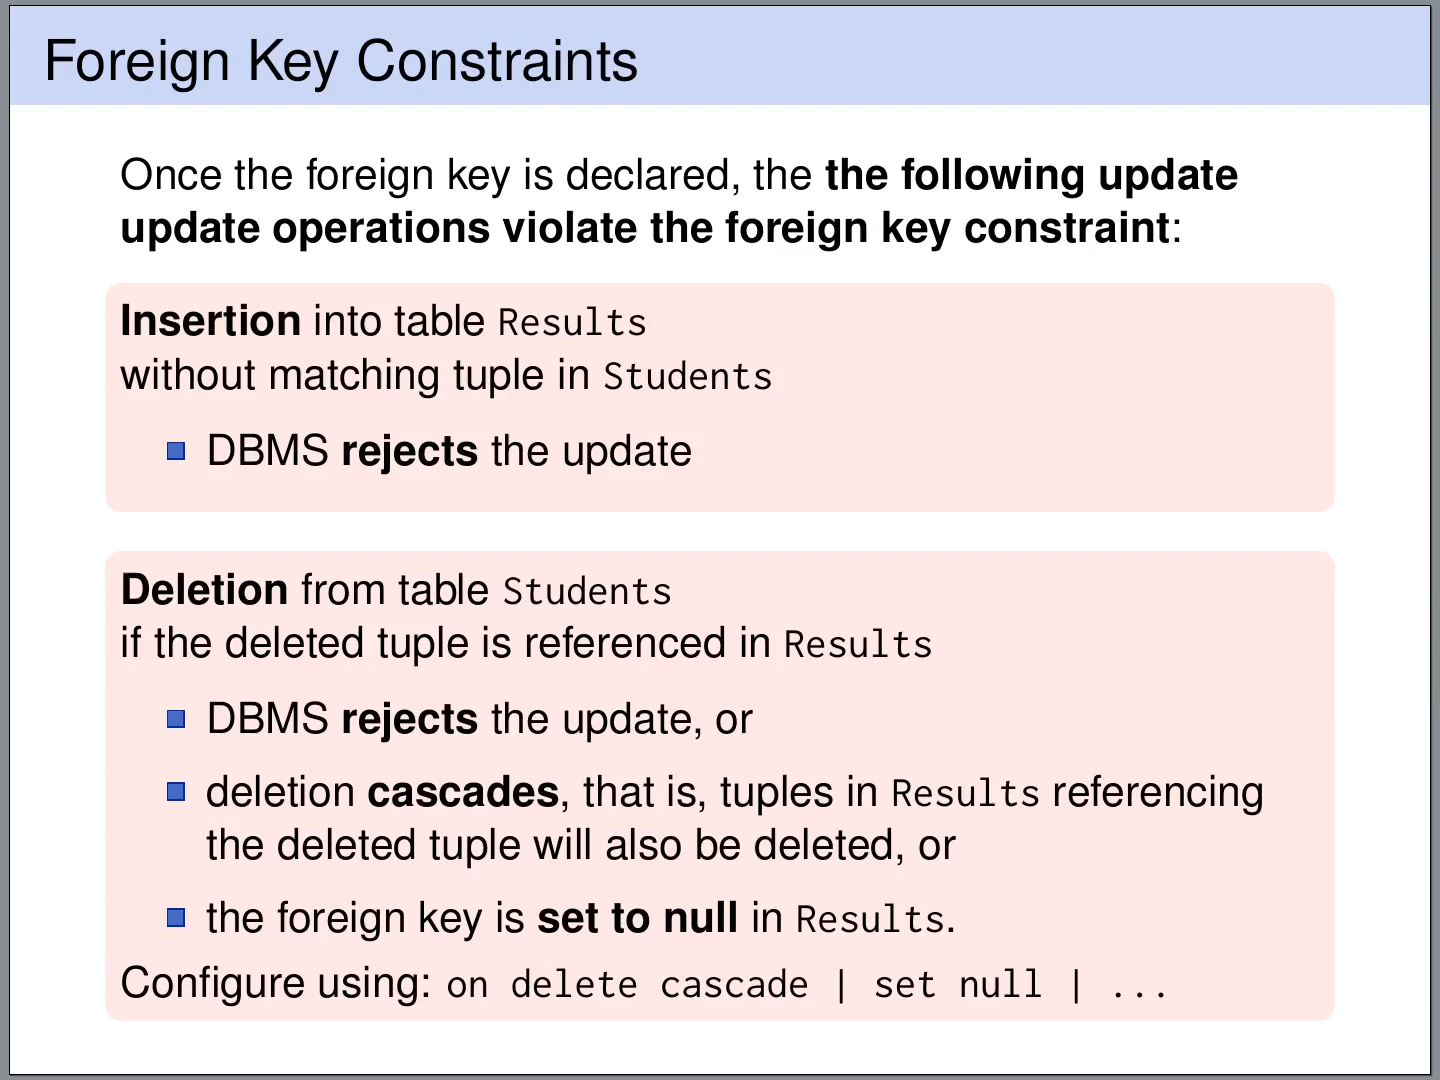 Foreign Key Constraints
Once the foreign key is declared, the the following update
update operations violate the foreign key constraint:
Insertion into table Results
without matching tuple in Students
DBMS rejects the update
Deletion from table Students
if the deleted tuple is referenced in Results
DBMS rejects the update, or
deletion cascades, that is, tuples in Results referencing
the deleted tuple will also be deleted, or
the foreign key is set to null in Results.
Configure using: on delete cascade | set null | ...